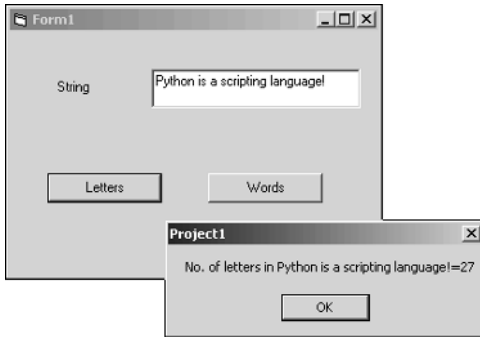 Form1
String
Python is a scripting language!
Letters
Words
Project1
No. of letters in Python is a scripting language!=27
OK